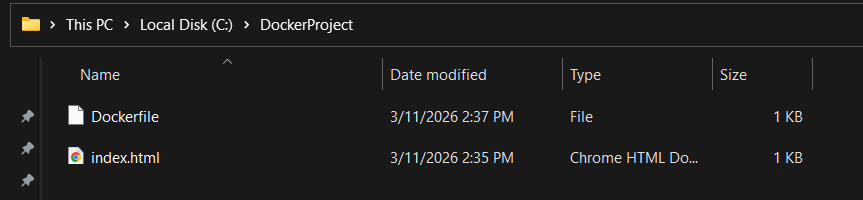 This PC > Local Disk (C:) > DockerProject
Name Date modified Type Size
Dockerfile 3/11/2026 2:37 PM File 1 KB
index.html 3/11/2026 2:35 PM Chrome HTML Do... 1 KB